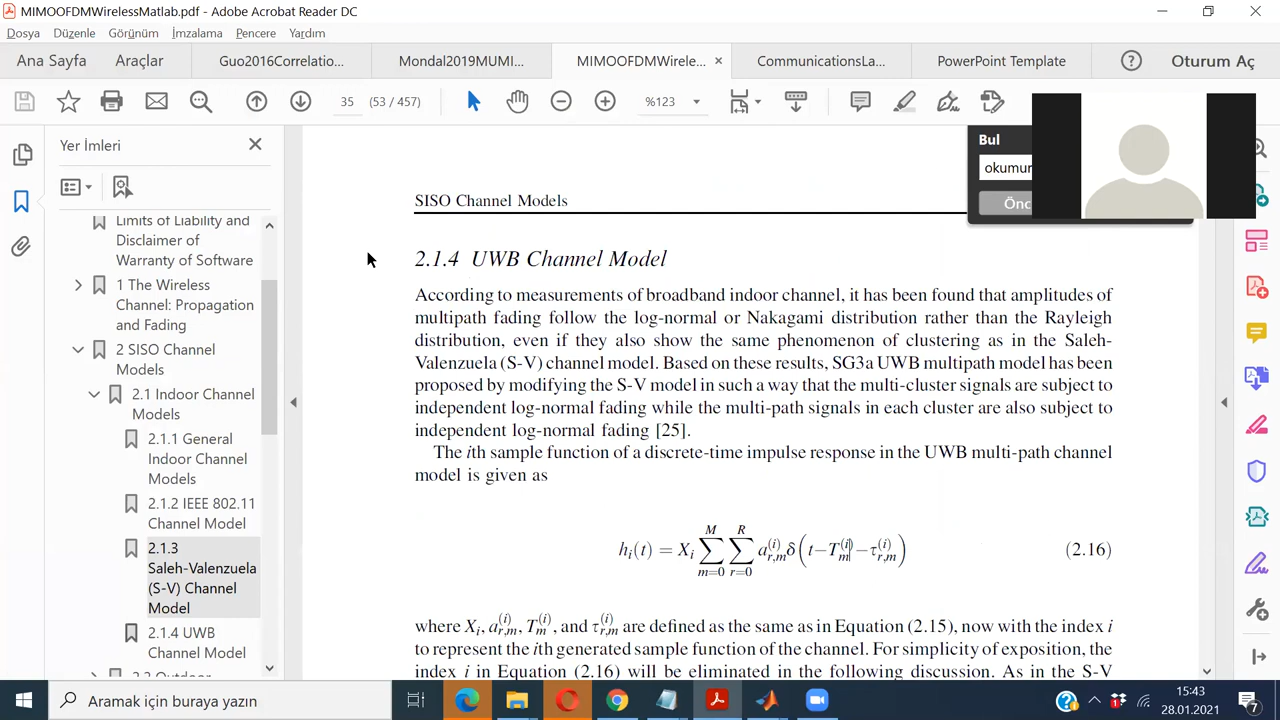 MIMOOFDMWirelessMatlab.pdf - Adobe Acrobat Reader DC
Dosya Düzenle Görünüm İmzalama Pencere Yardım
Ana Sayfa Araçlar Guo2016Correlatio... Mondal2019MUMI... MIMOOFDMWirele... × CommunicationsLa... PowerPoint Template Oturum Aç
35 (53 / 457) %123
Yer İmleri
Limits of Liability and
Disclaimer of
Warranty of Software
1 The Wireless
Channel: Propagation
and Fading
2 SISO Channel
Models
2.1 Indoor Channel
Models
2.1.1 General
Indoor Channel
Models
2.1.2 IEEE 802.11
Channel Model
2.1.3
Saleh-Valenzuela
(S-V) Channel
Model
2.1.4 UWB
Channel Model
Bul
okumur
Önc
SISO Channel Models
2.1.4 UWB Channel Model
According to measurements of broadband indoor channel, it has been found that amplitudes of
multipath fading follow the log-normal or Nakagami distribution rather than the Rayleigh
distribution, even if they also show the same phenomenon of clustering as in the Saleh-
Valenzuela (S-V) channel model. Based on these results, SG3a UWB multipath model has been
proposed by modifying the S-V model in such a way that the multi-cluster signals are subject to
independent log-normal fading while the multi-path signals in each cluster are also subject to
independent log-normal fading [25].
The ith sample function of a discrete-time impulse response in the UWB multi-path channel
model is given as
h_i(t) = X_i ∑_{m=0}^{M} ∑_{r=0}^{R} a_{r,m}^{(i)} δ(t−T_m^{(i)}−τ_{r,m}^{(i)}) (2.16)
where X_i, a_{r,m}^{(i)}, T_m^{(i)}, and τ_{r,m}^{(i)} are defined as the same as in Equation (2.15), now with the index i
to represent the ith generated sample function of the channel. For simplicity of exposition, the
index i in Equation (2.16) will be eliminated in the following discussion. As in the S-V
Aramak için buraya yazın
15:43
28.01.2021
7